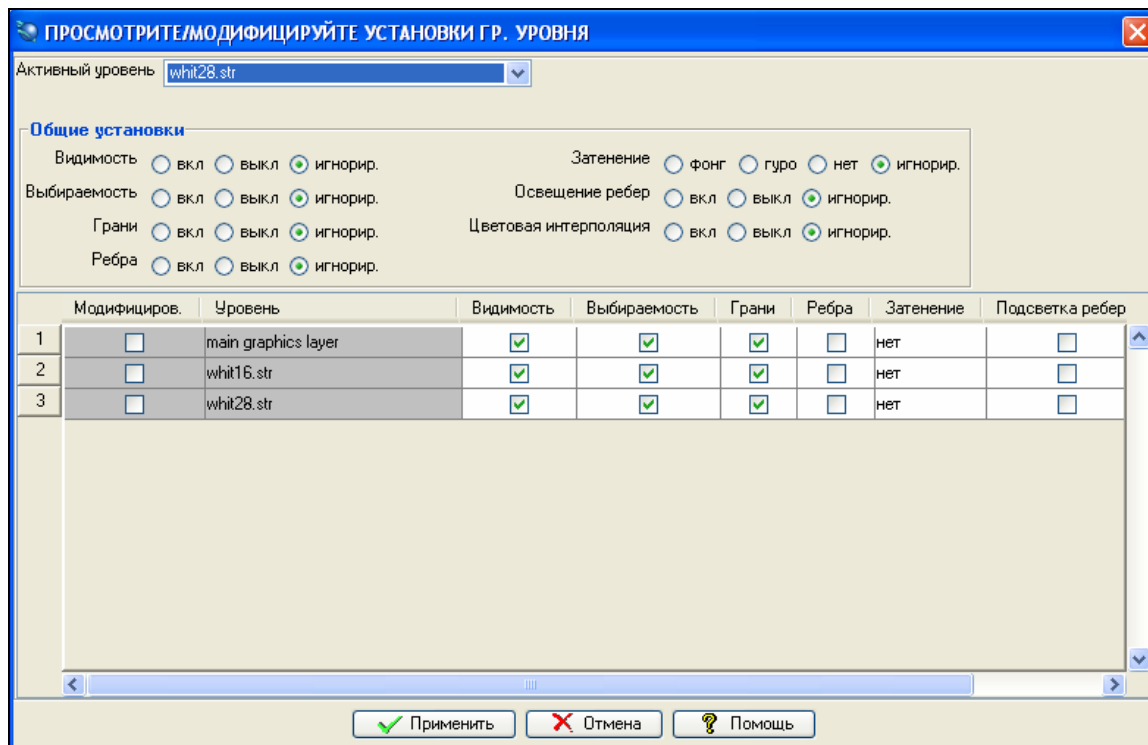 ПРОСМОТРИТЕ/МОДИФИЦИРУЙТЕ УСТАНОВКИ ГР. УРОВНЯ
Активный уровень whit28.str
Общие установки
Видимость вкл выкл игнорир. Затенение фонг гуро нет игнорир.
Выбираемость вкл выкл игнорир. Освещение ребер вкл выкл игнорир.
Грани вкл выкл игнорир. Цветовая интерполяция вкл выкл игнорир.
Ребра вкл выкл игнорир.
Модифициров. Уровень Видимость Выбираемость Грани Ребра Затенение Подсветка ребер
1 main graphics layer нет
2 whit16.str нет
3 whit28.str нет
Применить Отмена Помощь